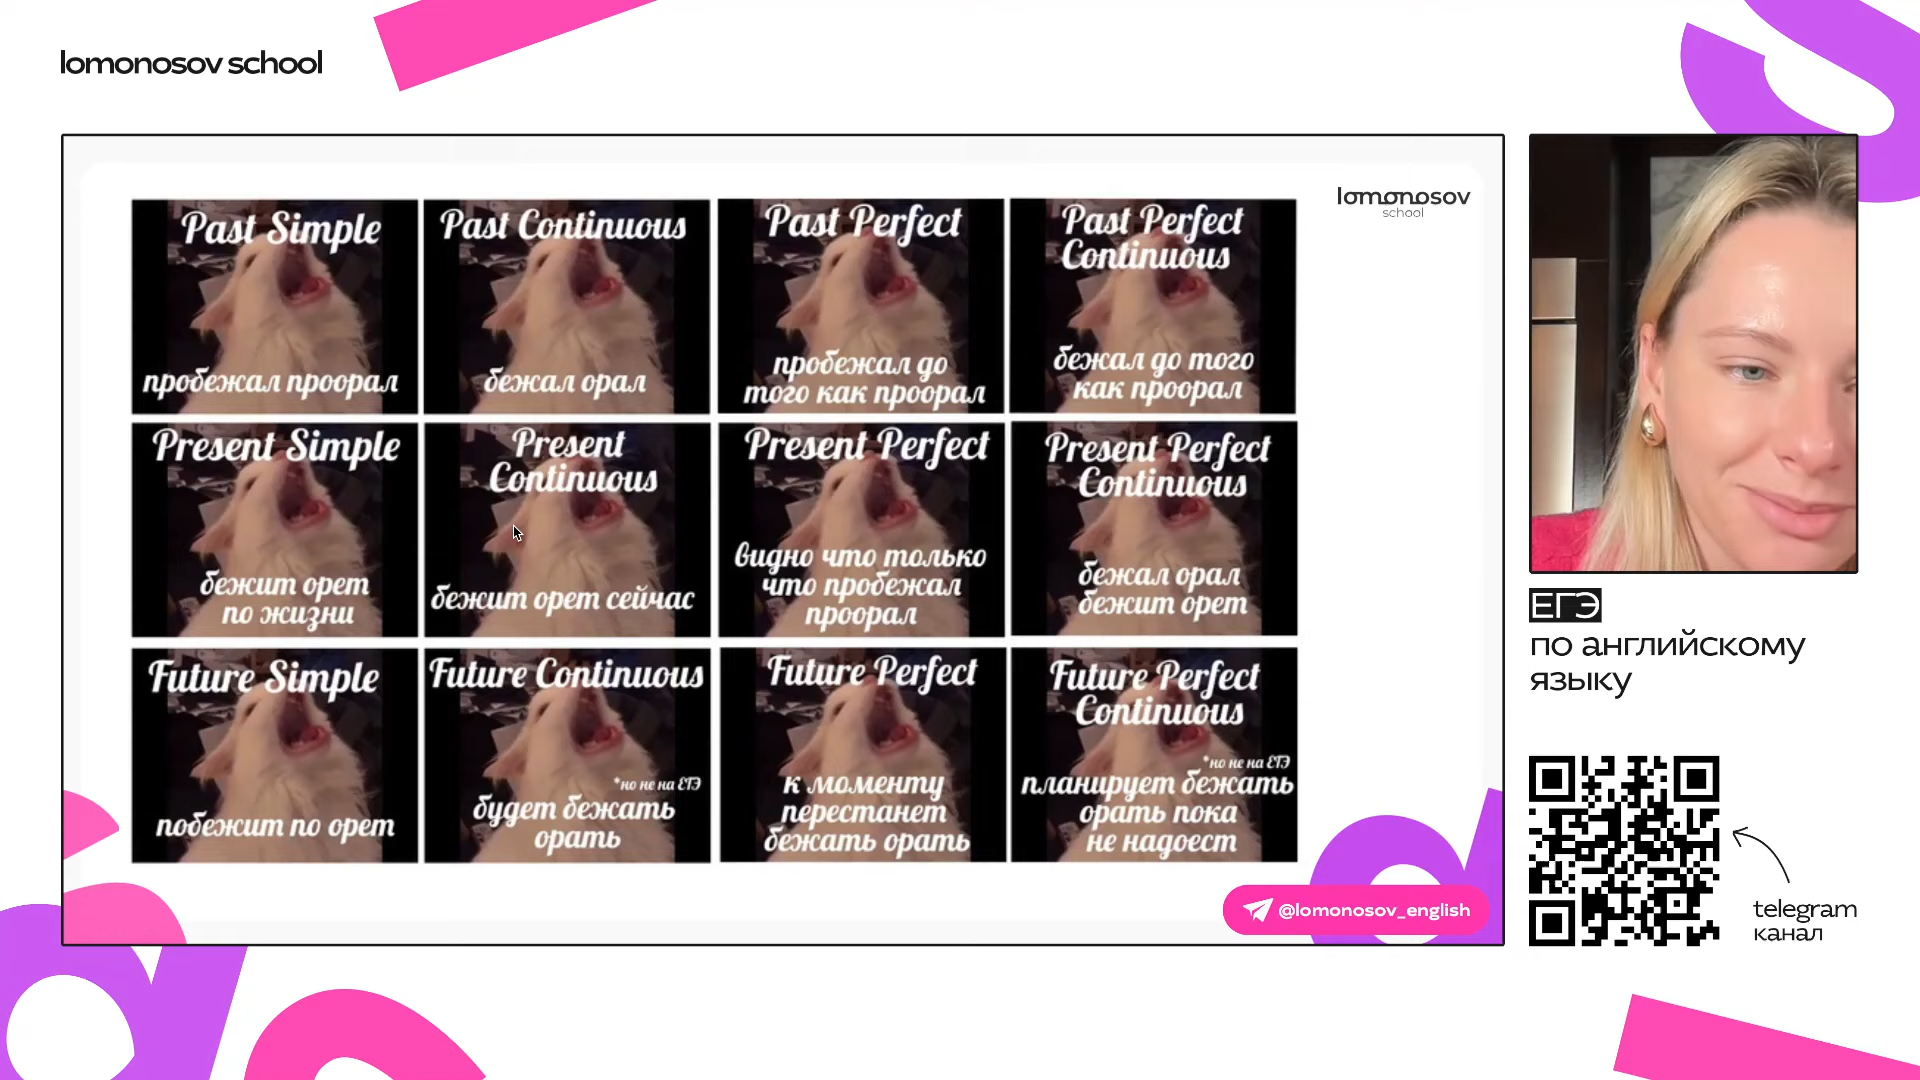 lomonosov school
lomonosov
school
Past Simple
пробежал проорал
Past Continuous
бежал орал
Past Perfect
пробежал до
того как проорал
Past Perfect
Continuous
бежал до того
как проорал
Present Simple
бежит орет
по жизни
Present
Continuous
бежит орет сейчас
Present Perfect
видно что только
что пробежал
проорал
Present Perfect
Continuous
бежал орал
бежит орет
Future Simple
побежит по орет
Future Continuous
*но не на ЕГЭ
будет бежать
орать
Future Perfect
к моменту
перестанет
бежать орать
Future Perfect
Continuous
*но не на ЕГЭ
планирует бежать
орать пока
не надоест
@lomonosov_english
ЕГЭ
по английскому
языку
telegram
канал